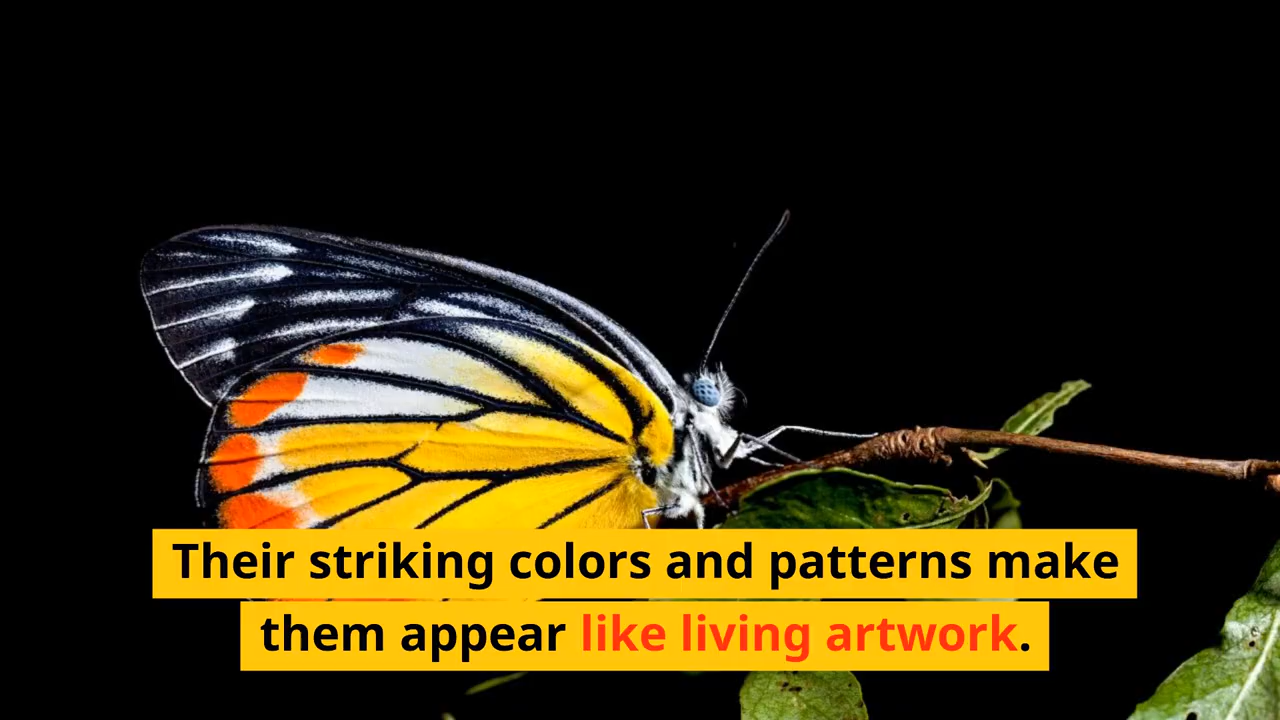 Their striking colors and patterns make
them appear like living artwork.